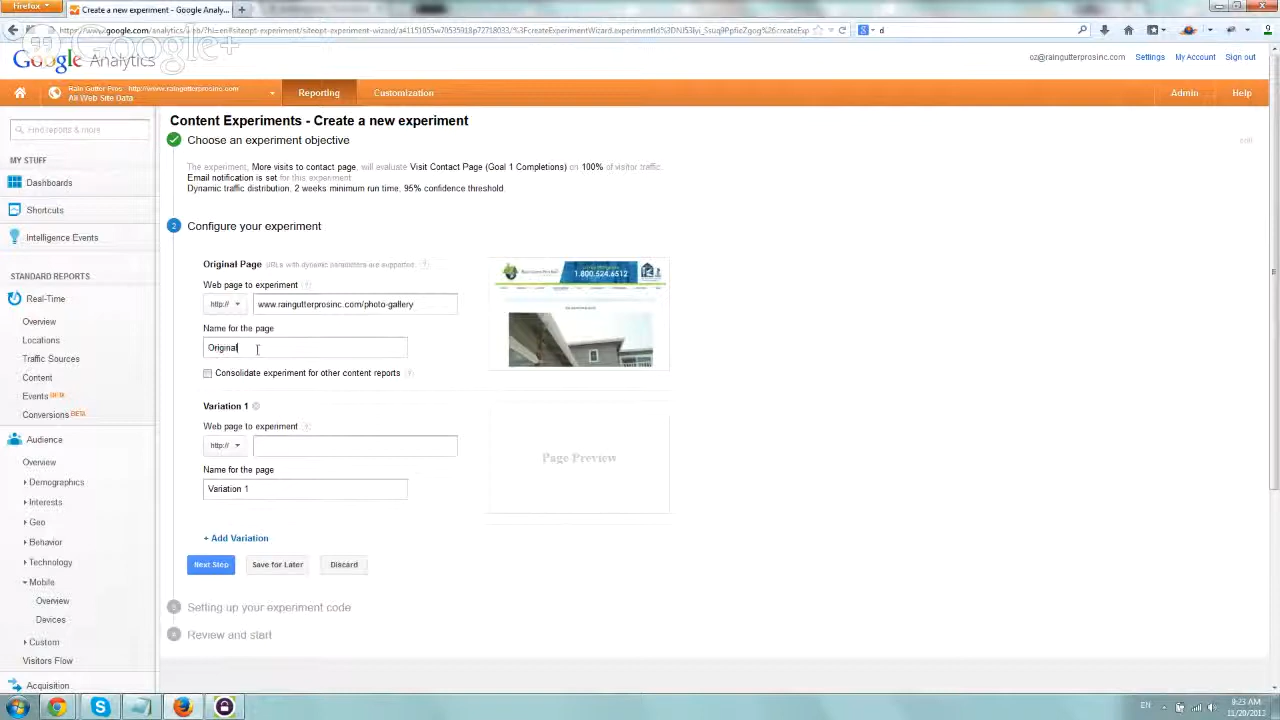 Firefox
Create a new experiment - Google Analy...
Google+
Google Analytics
oz@raingutterprosinc.com Settings My Account Sign out
Rain Gutter Pros http://www.raingutterprosinc.com
All Web Site Data
Reporting
Customization
Admin
Help
Find reports & more
MY STUFF
Dashboards
Shortcuts
Intelligence Events
STANDARD REPORTS
Real-Time
Overview
Locations
Traffic Sources
Content
Events BETA
Conversions BETA
Audience
Overview
Demographics
Interests
Geo
Behavior
Technology
Mobile
Overview
Devices
Custom
Visitors Flow
Acquisition
Content Experiments - Create a new experiment
Choose an experiment objective
edit
The experiment, More visits to contact page, will evaluate Visit Contact Page (Goal 1 Completions) on 100% of visitor traffic.
Email notification is set for this experiment
Dynamic traffic distribution, 2 weeks minimum run time, 95% confidence threshold.
2 Configure your experiment
Original Page URLs with dynamic parameters are supported. ?
Web page to experiment ?
http:// www.raingutterprosinc.com/photo-gallery
Name for the page
Original
Consolidate experiment for other content reports ?
1.800.524.6512
Variation 1
Web page to experiment ?
http://
Name for the page
Variation 1
Page Preview
+ Add Variation
Next Step Save for Later Discard
3 Setting up your experiment code
4 Review and start
EN
9:23 AM
11/20/2013